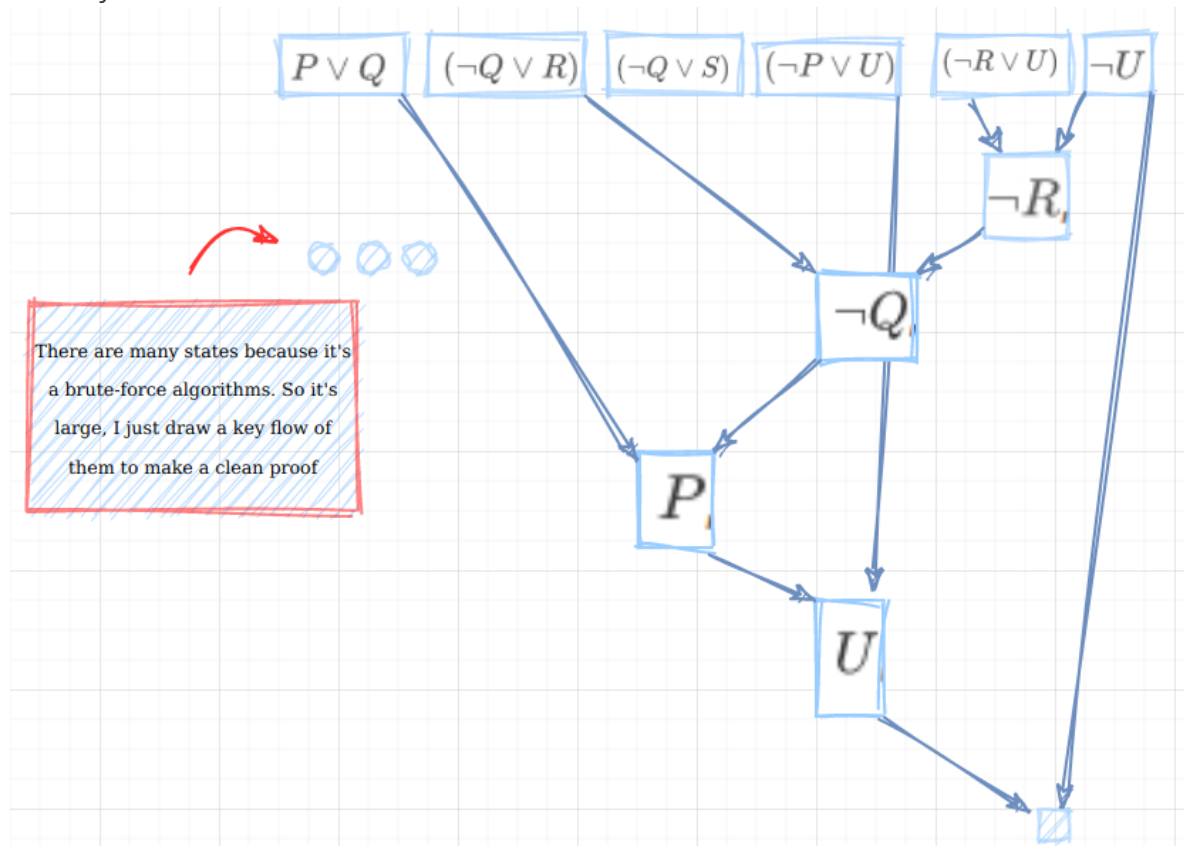 P ∨ Q (¬Q ∨ R) (¬Q ∨ S) (¬P ∨ U) (¬R ∨ U) ¬U
¬R,
¬Q,
There are many states because it's
a brute-force algorithms. So it's
large, I just draw a key flow of
them to make a clean proof
P,
U,